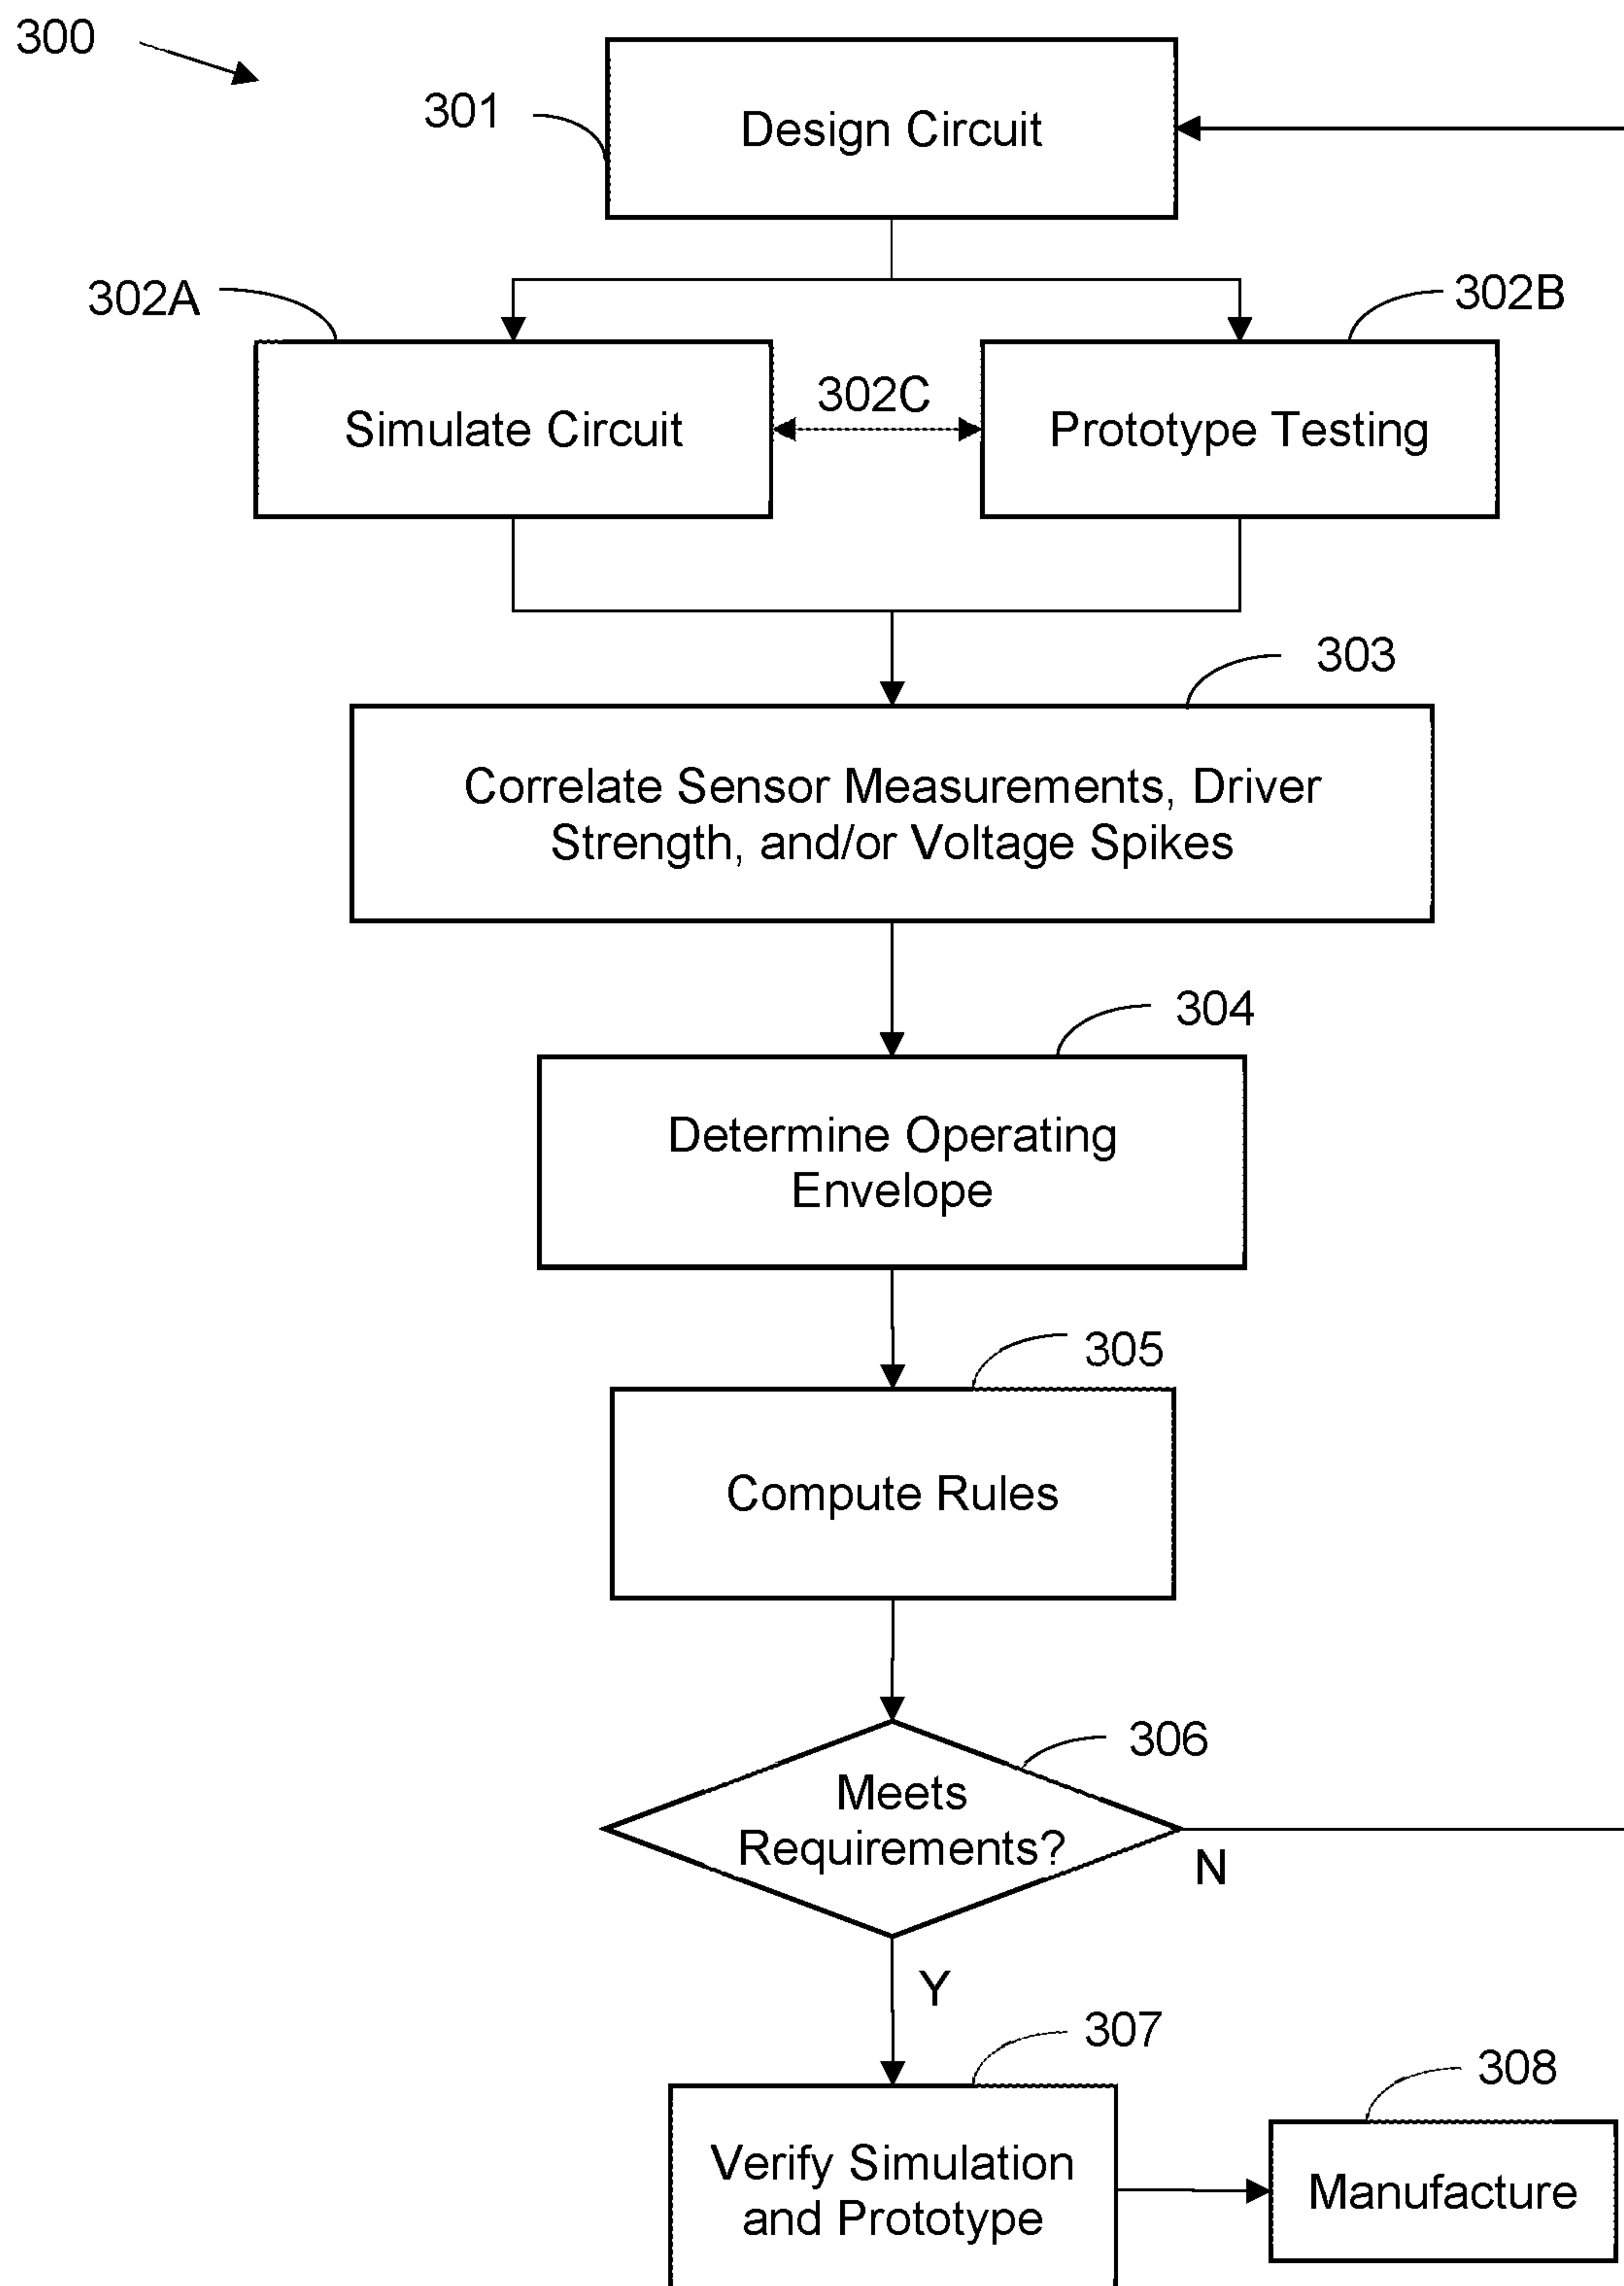 300
301
Design Circuit
302A
302B
302C
Simulate Circuit
Prototype Testing
303
Correlate Sensor Measurements, Driver
Strength, and/or Voltage Spikes
304
Determine Operating
Envelope
305
Compute Rules
306
Meets
Requirements?
N
Y
307
308
Verify Simulation
and Prototype
Manufacture